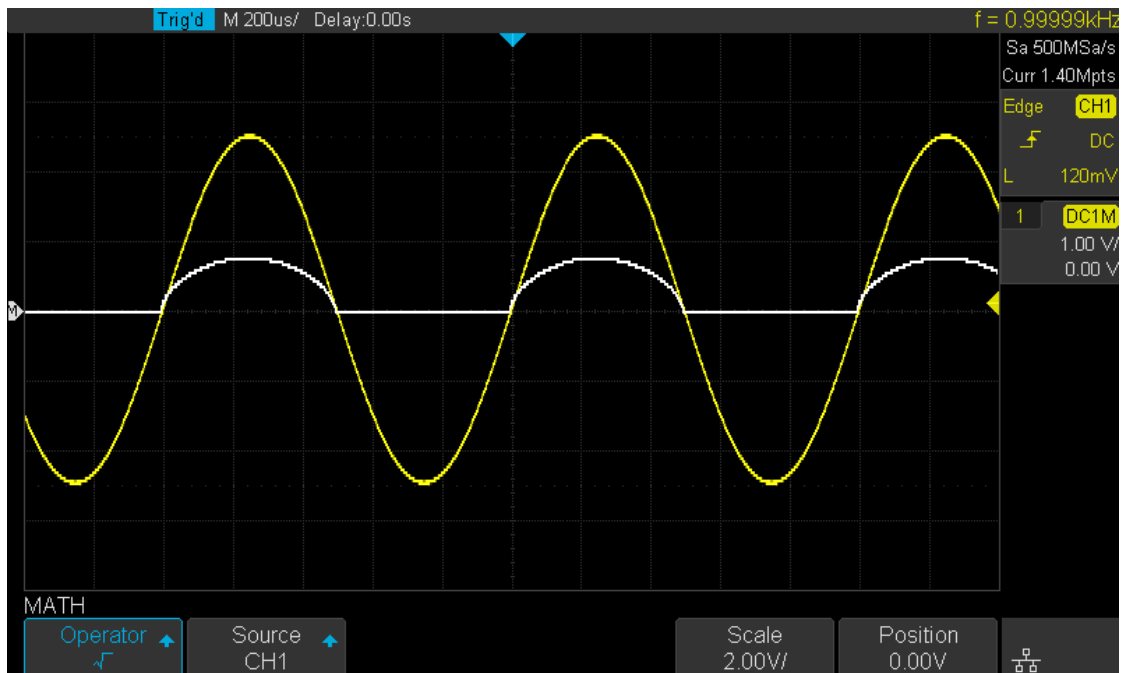 Trig'd M 200us/ Delay:0.00s f = 0.99999kHz
Sa 500MSa/s
Curr 1.40Mpts
Edge CH1
DC
L 120mV
1 DC1M
1.00 V/
0.00 V
M
MATH
Operator Source Scale Position
√ CH1 2.00V/ 0.00V